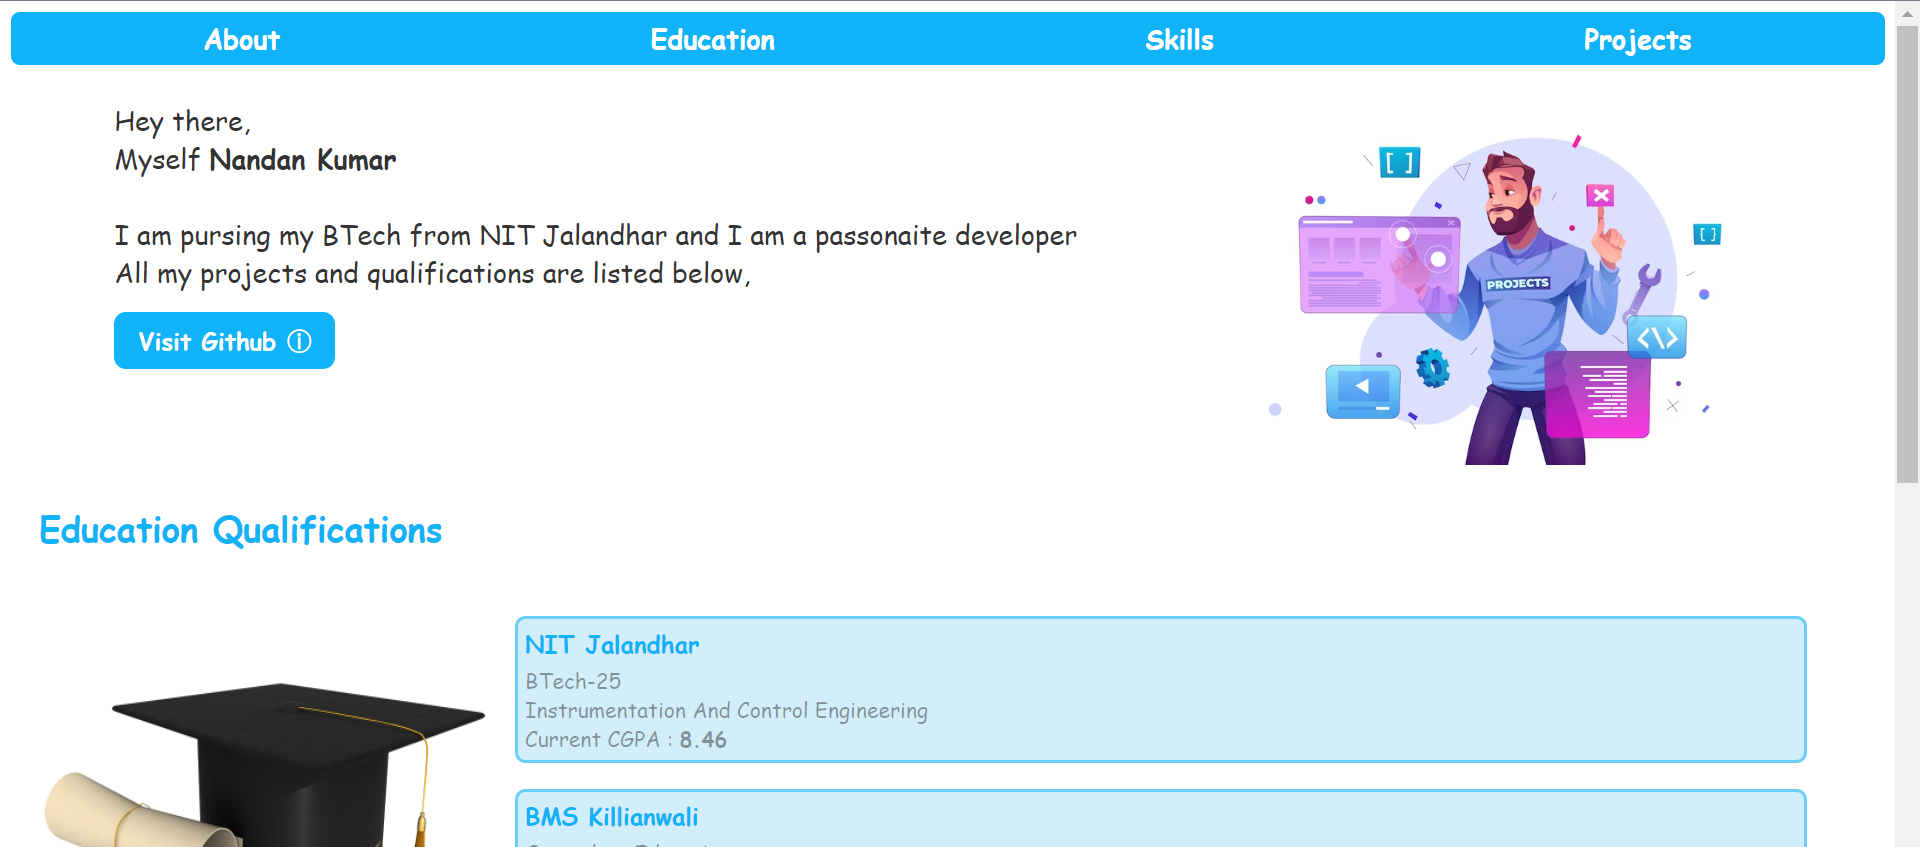 About Education Skills Projects
Hey there,
Myself Nandan Kumar
I am pursing my BTech from NIT Jalandhar and I am a passonaite developer
All my projects and qualifications are listed below,
Visit Github ⓘ
[ ]
[ ]
PROJECTS
<\>
Education Qualifications
NIT Jalandhar
BTech-25
Instrumentation And Control Engineering
Current CGPA : 8.46
BMS Killianwali